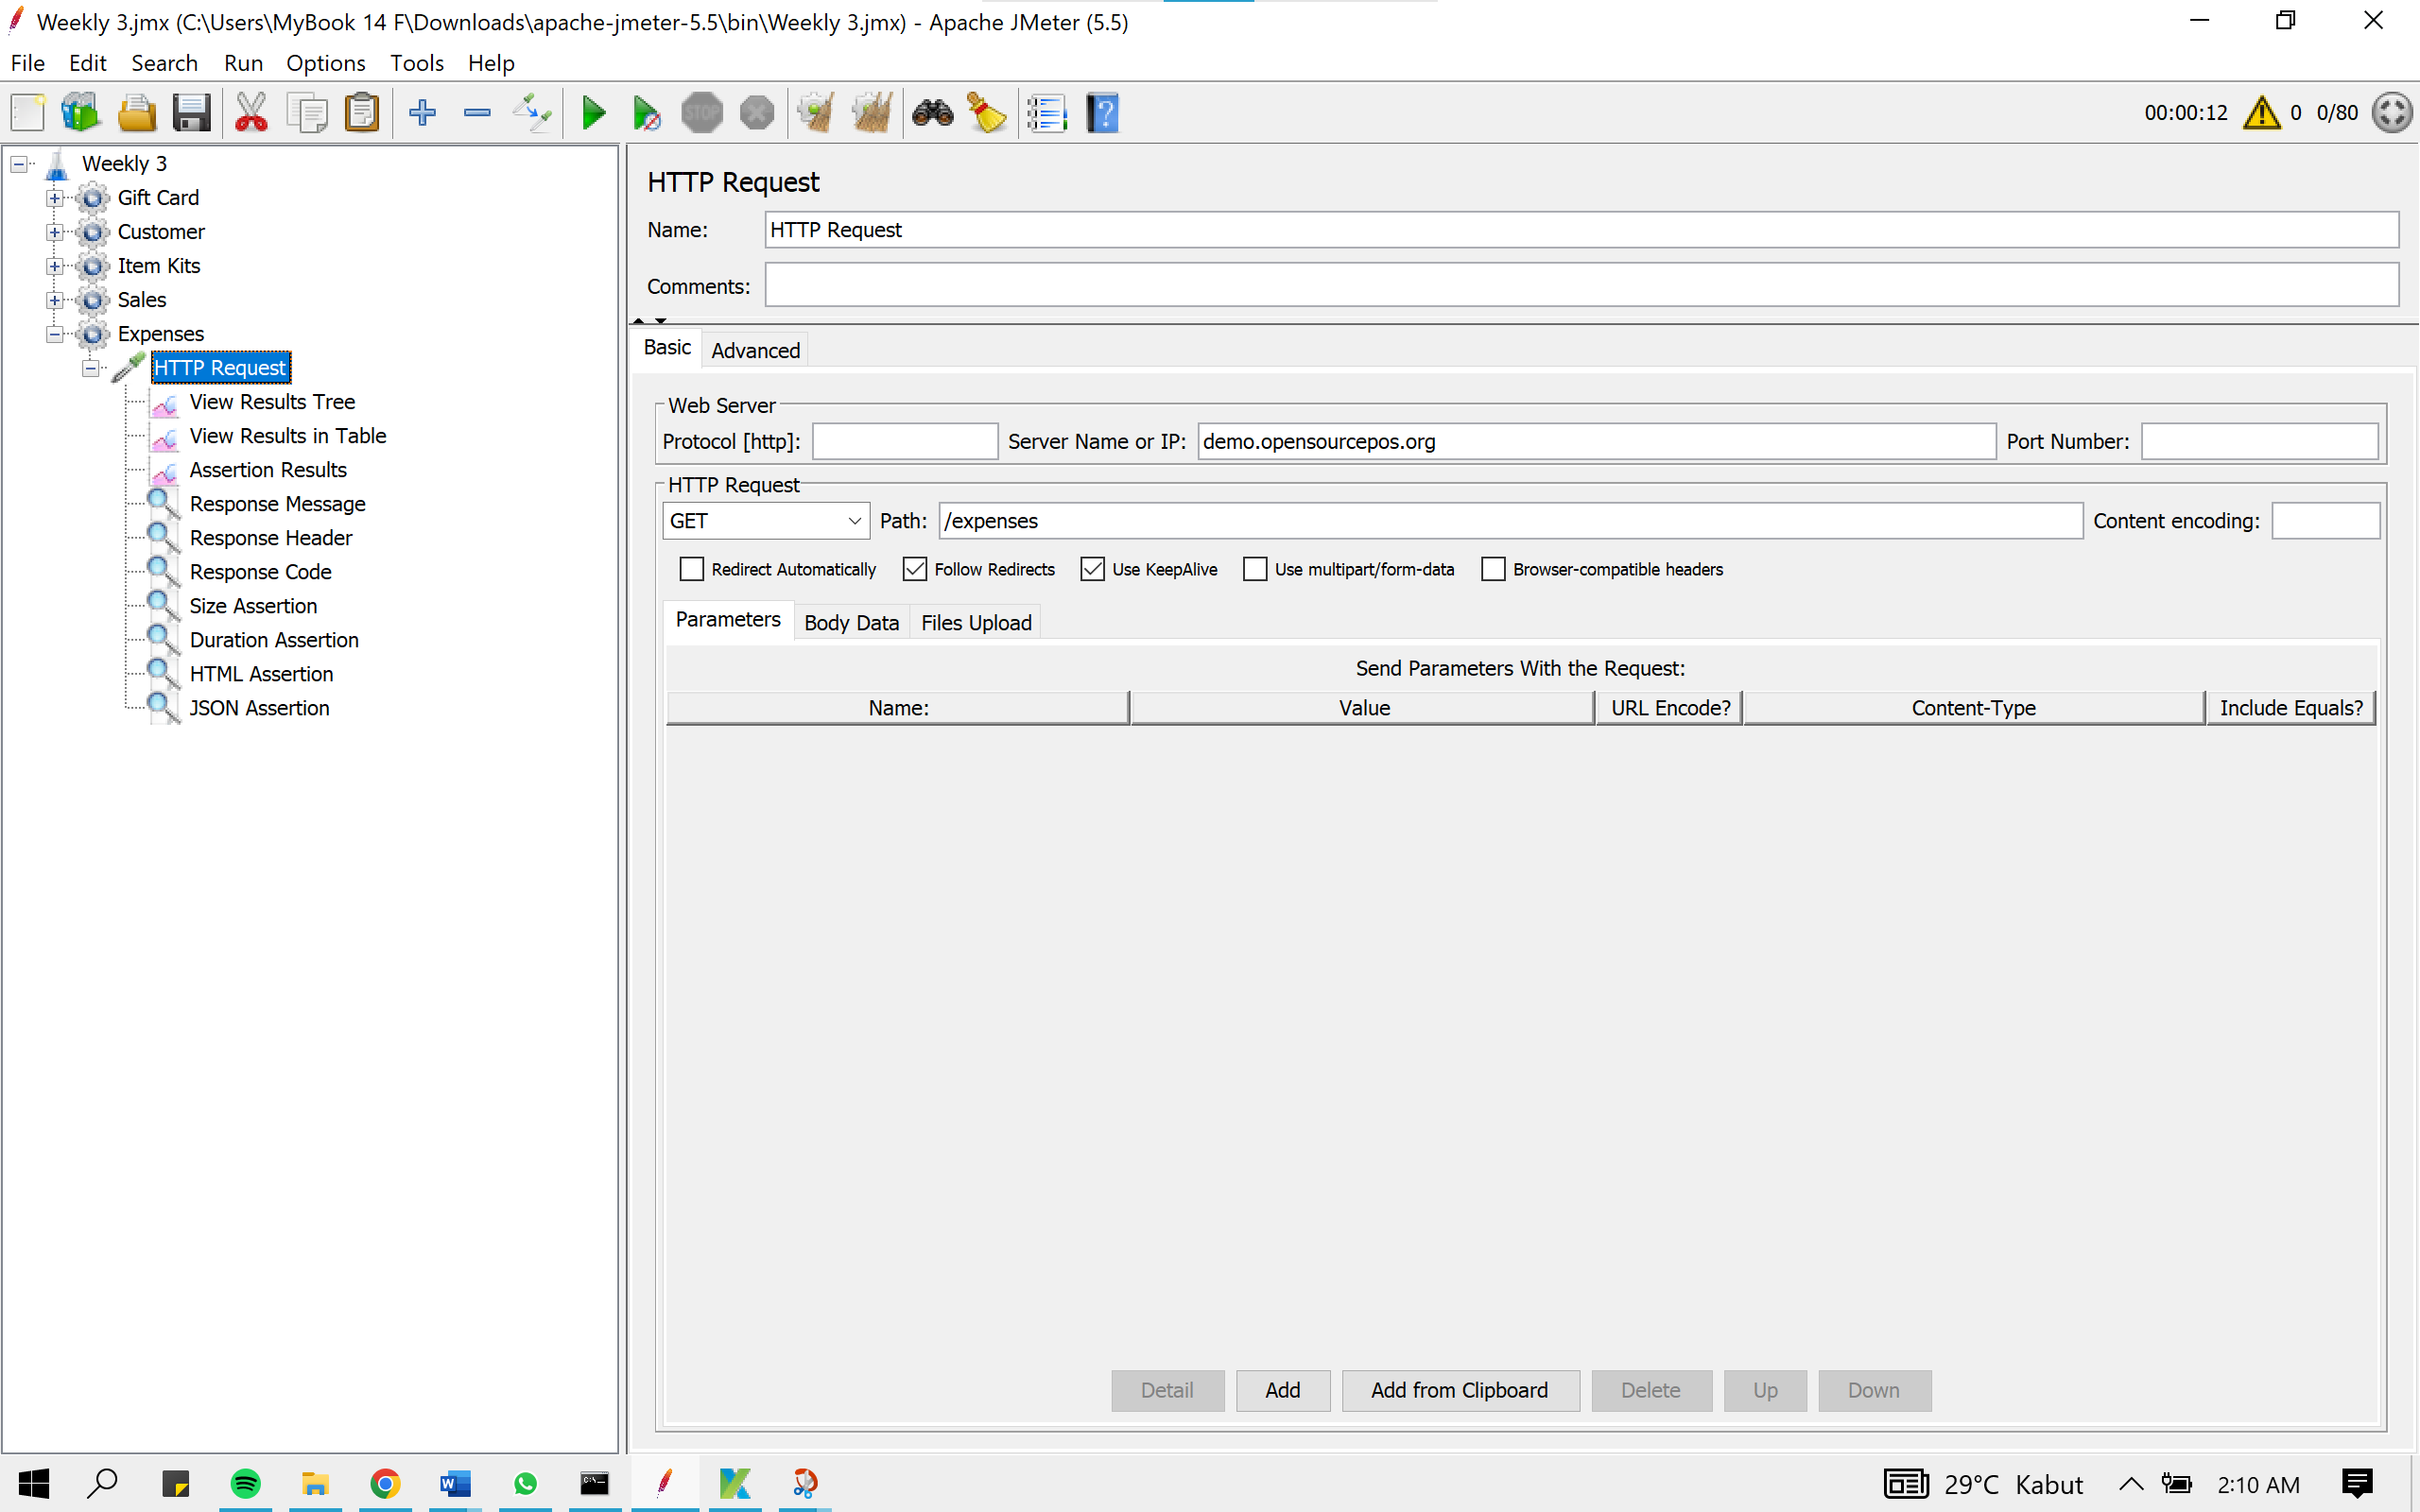 Weekly 3.jmx (C:\Users\MyBook 14 F\Downloads\apache-jmeter-5.5\bin\Weekly 3.jmx) - Apache JMeter (5.5)
File Edit Search Run Options Tools Help
STOP 00:00:12 0 0/80
Weekly 3
Gift Card
Customer
Item Kits
Sales
Expenses
HTTP Request
View Results Tree
View Results in Table
Assertion Results
Response Message
Response Header
Response Code
Size Assertion
Duration Assertion
HTML Assertion
JSON Assertion
HTTP Request
Name: HTTP Request
Comments:
Basic Advanced
Web Server
Protocol [http]: Server Name or IP: demo.opensourcepos.org Port Number:
HTTP Request
GET Path: /expenses Content encoding:
Redirect Automatically Follow Redirects Use KeepAlive Use multipart/form-data Browser-compatible headers
Parameters Body Data Files Upload
Send Parameters With the Request:
Name: Value URL Encode? Content-Type Include Equals?
Detail Add Add from Clipboard Delete Up Down
29°C Kabut 2:10 AM